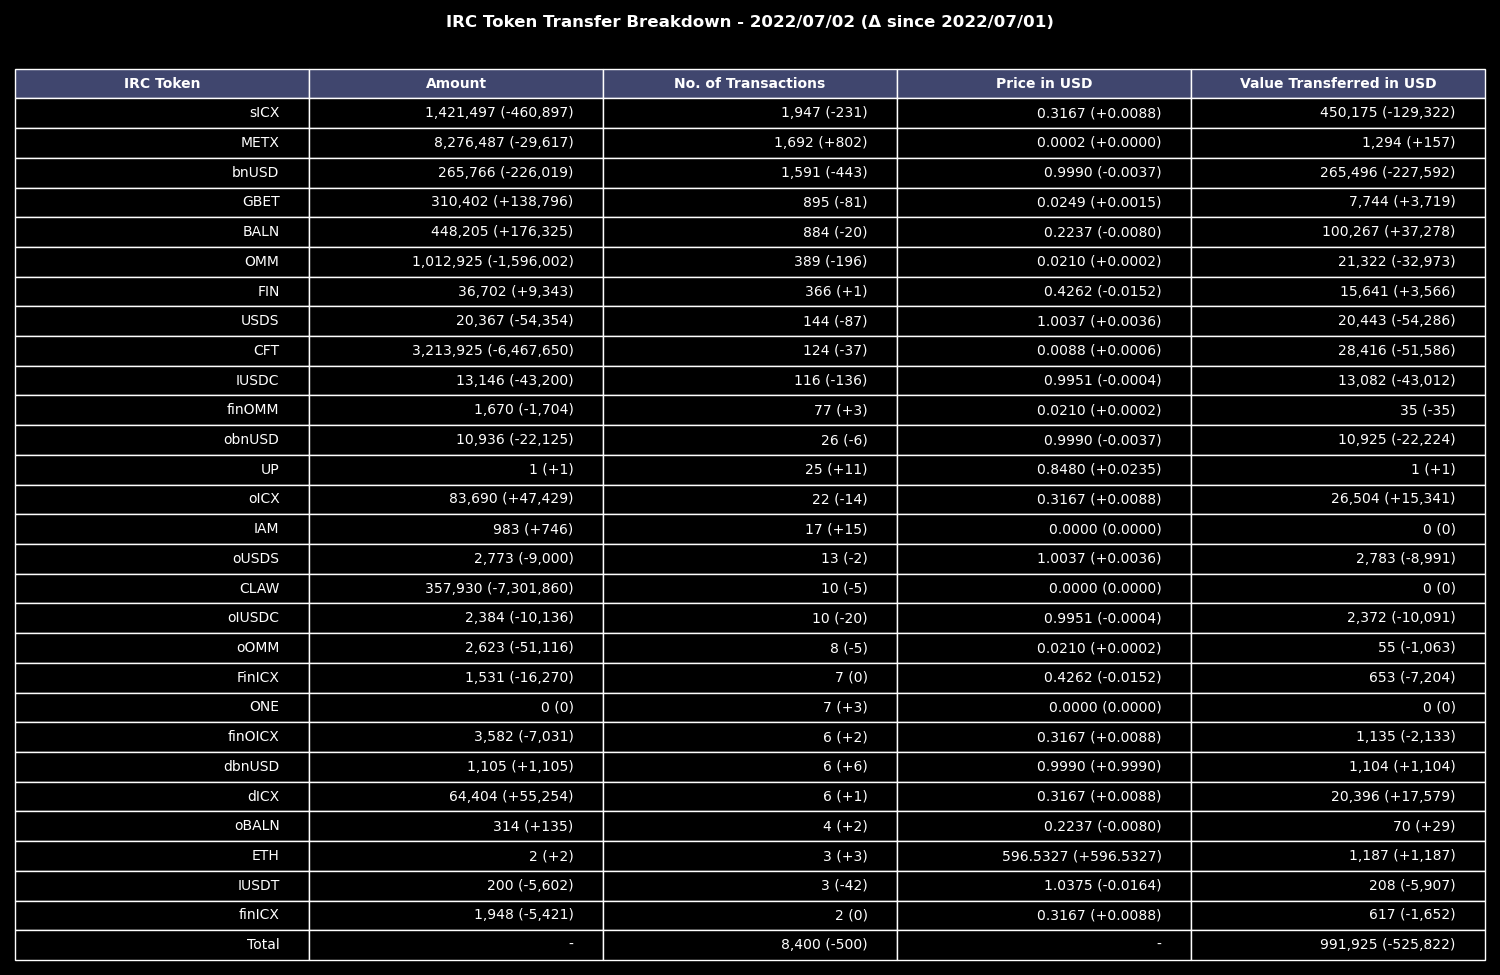 IRC Token Transfer Breakdown - 2022/07/02 (Δ since 2022/07/01)
IRC Token Amount No. of Transactions Price in USD Value Transferred in USD
sICX 1,421,497 (-460,897) 1,947 (-231) 0.3167 (+0.0088) 450,175 (-129,322)
METX 8,276,487 (-29,617) 1,692 (+802) 0.0002 (+0.0000) 1,294 (+157)
bnUSD 265,766 (-226,019) 1,591 (-443) 0.9990 (-0.0037) 265,496 (-227,592)
GBET 310,402 (+138,796) 895 (-81) 0.0249 (+0.0015) 7,744 (+3,719)
BALN 448,205 (+176,325) 884 (-20) 0.2237 (-0.0080) 100,267 (+37,278)
OMM 1,012,925 (-1,596,002) 389 (-196) 0.0210 (+0.0002) 21,322 (-32,973)
FIN 36,702 (+9,343) 366 (+1) 0.4262 (-0.0152) 15,641 (+3,566)
USDS 20,367 (-54,354) 144 (-87) 1.0037 (+0.0036) 20,443 (-54,286)
CFT 3,213,925 (-6,467,650) 124 (-37) 0.0088 (+0.0006) 28,416 (-51,586)
IUSDC 13,146 (-43,200) 116 (-136) 0.9951 (-0.0004) 13,082 (-43,012)
finOMM 1,670 (-1,704) 77 (+3) 0.0210 (+0.0002) 35 (-35)
obnUSD 10,936 (-22,125) 26 (-6) 0.9990 (-0.0037) 10,925 (-22,224)
UP 1 (+1) 25 (+11) 0.8480 (+0.0235) 1 (+1)
oICX 83,690 (+47,429) 22 (-14) 0.3167 (+0.0088) 26,504 (+15,341)
IAM 983 (+746) 17 (+15) 0.0000 (0.0000) 0 (0)
oUSDS 2,773 (-9,000) 13 (-2) 1.0037 (+0.0036) 2,783 (-8,991)
CLAW 357,930 (-7,301,860) 10 (-5) 0.0000 (0.0000) 0 (0)
oIUSDC 2,384 (-10,136) 10 (-20) 0.9951 (-0.0004) 2,372 (-10,091)
oOMM 2,623 (-51,116) 8 (-5) 0.0210 (+0.0002) 55 (-1,063)
FinICX 1,531 (-16,270) 7 (0) 0.4262 (-0.0152) 653 (-7,204)
ONE 0 (0) 7 (+3) 0.0000 (0.0000) 0 (0)
finOICX 3,582 (-7,031) 6 (+2) 0.3167 (+0.0088) 1,135 (-2,133)
dbnUSD 1,105 (+1,105) 6 (+6) 0.9990 (+0.9990) 1,104 (+1,104)
dICX 64,404 (+55,254) 6 (+1) 0.3167 (+0.0088) 20,396 (+17,579)
oBALN 314 (+135) 4 (+2) 0.2237 (-0.0080) 70 (+29)
ETH 2 (+2) 3 (+3) 596.5327 (+596.5327) 1,187 (+1,187)
IUSDT 200 (-5,602) 3 (-42) 1.0375 (-0.0164) 208 (-5,907)
finICX 1,948 (-5,421) 2 (0) 0.3167 (+0.0088) 617 (-1,652)
Total - 8,400 (-500) - 991,925 (-525,822)